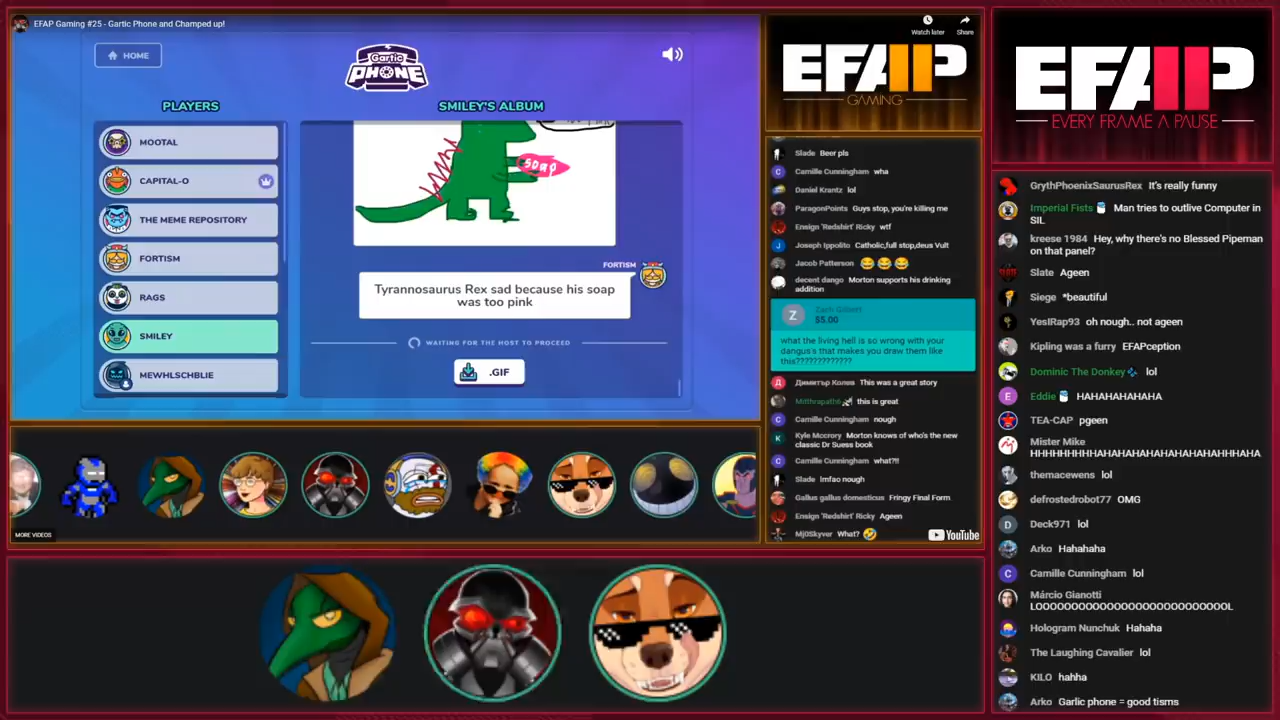 EFAP Gaming #25 - Gartic Phone and Champed up!
HOME
Gartic
PHONE
PLAYERS
MOOTAL
CAPITAL-O
THE MEME REPOSITORY
FORTISM
RAGS
SMILEY
MEWHLSCHBLIE
SMILEY'S ALBUM
SOAP
FORTISM
Tyrannosaurus Rex sad because his soap
was too pink
WAITING FOR THE HOST TO PROCEED
.GIF
MORE VIDEOS
Watch later
Share
EFAP
GAMING
Slade Beer pls
Camille Cunningham wha
Daniel Krantz lol
ParagonPoints Guys stop, you're killing me
Ensign 'Redshirt' Ricky wtf
Joseph Ippolito Catholic,full stop,deus Vult
Jacob Patterson 😂 😂 😂
decent dango Morton supports his drinking
addition
Z
Zach Gilbert
$5.00
what the living hell is so wrong with your
dangus's that makes you draw them like
this????????????
Димитър Колев This was a great story
this is great
Camille Cunningham nough
Kyle Mccrory Morton knows of who's the new
classic Dr Suess book
Camille Cunningham what?!!
Slade lmfao nough
Gallus gallus domesticus Fringy Final Form
Ensign 'Redshirt' Ricky Ageen
Mj0Skyver What? 🤣
YouTube
EFAP
EVERY FRAME A PAUSE
GrythPhoenixSaurusRex It's really funny
Imperial Fists Man tries to outlive Computer in
SIL
kreese 1984 Hey, why there's no Blessed Pipeman
on that panel?
Slate Ageen
Siege *beautiful
YesIRap93 oh nough.. not ageen
Kipling was a furry EFAPception
Dominic The Donkey lol
Eddie HAHAHAHAHAHA
TEA-CAP pgeen
Mister Mike
HHHHHHHHAHAHAHAHAHAHAHAHHHAHA
themacewens lol
defrostedrobot77 OMG
Deck971 lol
Arko Hahahaha
Camille Cunningham lol
Márcio Gianotti
LOOOOOOOOOOOOOOOOOOOOOOOOOOOL
Hologram Nunchuk Hahaha
The Laughing Cavalier lol
KILO hahha
Arko Garlic phone = good tisms